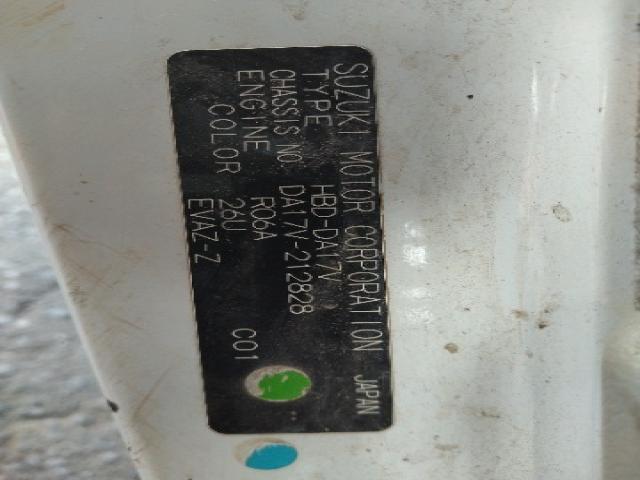 SUZUKI MOTOR CORPORATION JAPAN
TYPE HBD-DA17V
CHASSIS NO. DA17V-212828
ENGINE R06A
COLOR 26U C01
EVAZ-Z